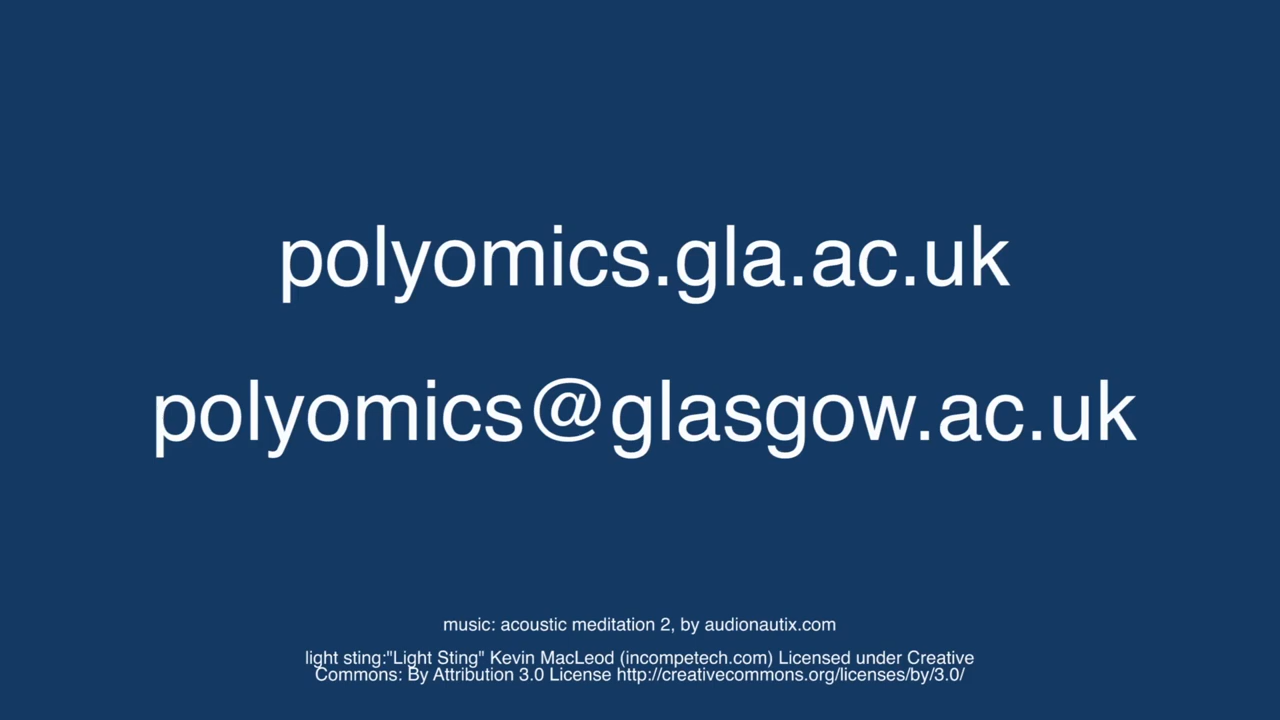 polyomics.gla.ac.uk
polyomics@glasgow.ac.uk
music: acoustic meditation 2, by audionautix.com
light sting:"Light Sting" Kevin MacLeod (incompetech.com) Licensed under Creative
Commons: By Attribution 3.0 License http://creativecommons.org/licenses/by/3.0/